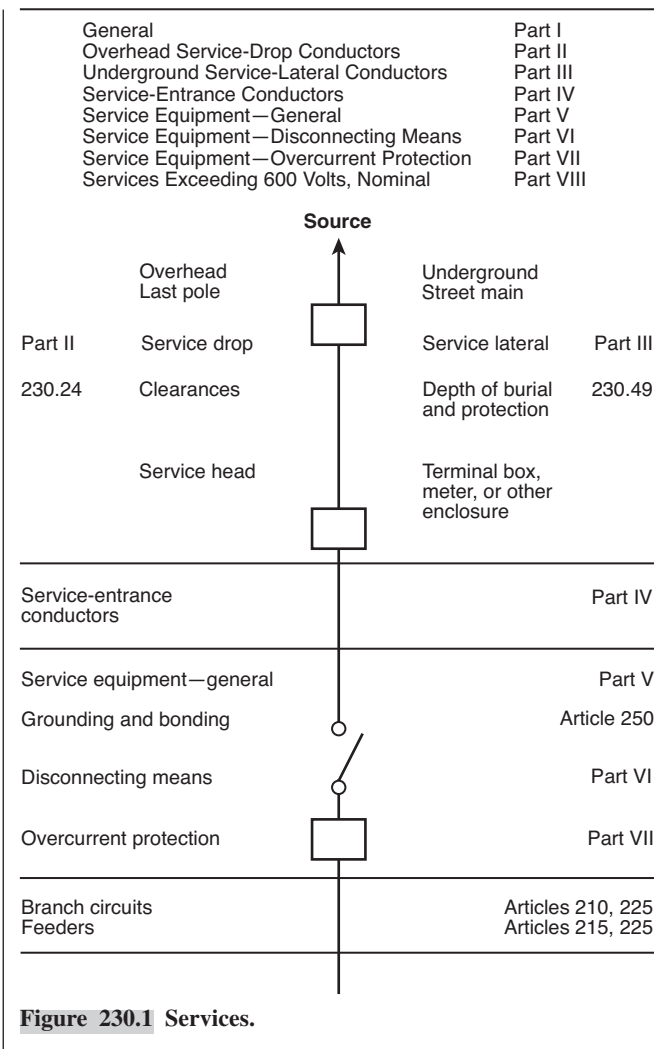 General Part I
Overhead Service-Drop Conductors Part II
Underground Service-Lateral Conductors Part III
Service-Entrance Conductors Part IV
Service Equipment—General Part V
Service Equipment—Disconnecting Means Part VI
Service Equipment—Overcurrent Protection Part VII
Services Exceeding 600 Volts, Nominal Part VIII
Source
Overhead
Last pole
Underground
Street main
Part II Service drop Service lateral Part III
230.24 Clearances
Depth of burial
and protection
230.49
Service head
Terminal box,
meter, or other
enclosure
Service-entrance
conductors
Part IV
Service equipment—general Part V
Grounding and bonding Article 250
Disconnecting means Part VI
Overcurrent protection Part VII
Branch circuits Articles 210, 225
Feeders Articles 215, 225
Figure 230.1 Services.